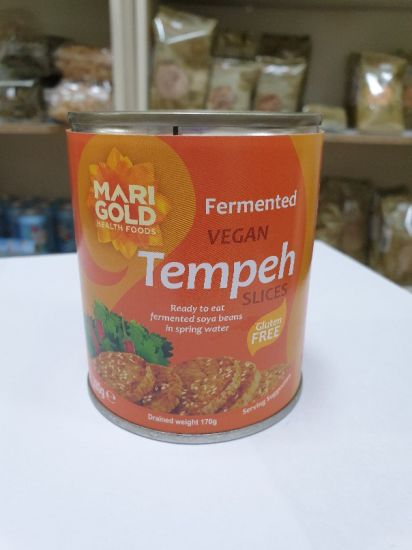 MARI
GOLD
HEALTH FOODS
Fermented
VEGAN
Tempeh
SLICES
Ready to eat
fermented soya beans
in spring water
Gluten
FREE
Drained weight 170g
Serving